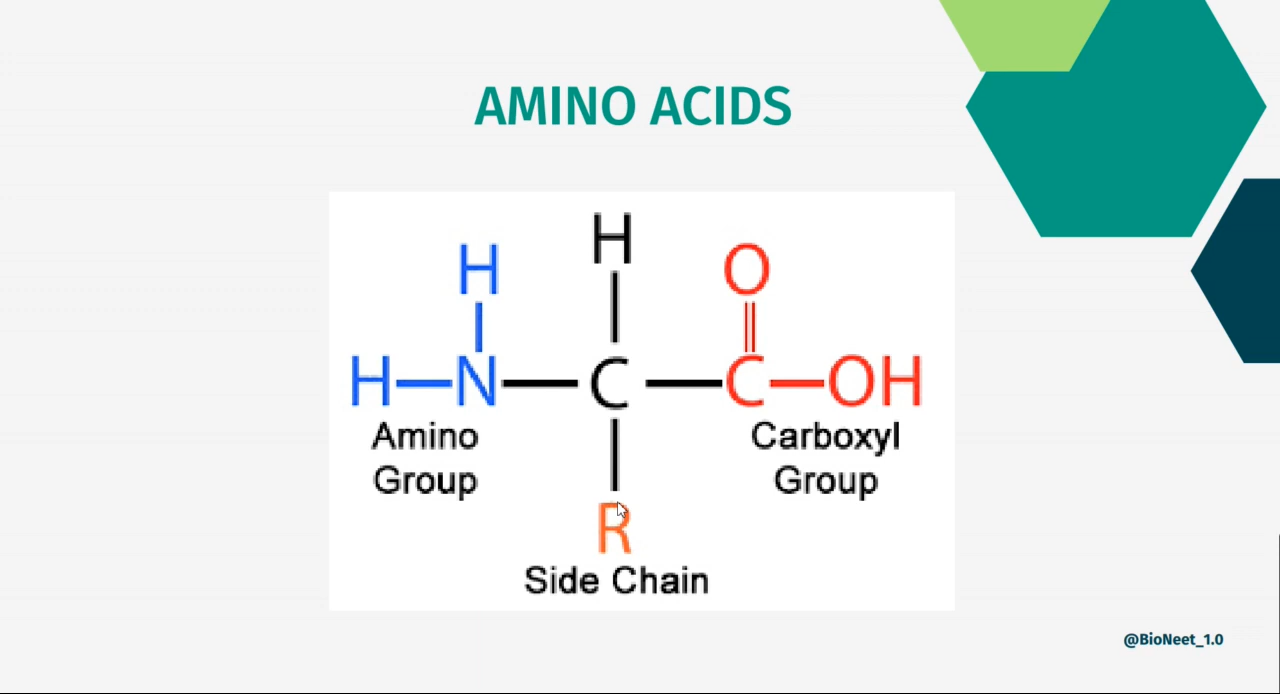 AMINO ACIDS
H
H
O
H N C C OH
Amino
Group
Carboxyl
Group
R
Side Chain
@BioNeet_1.0